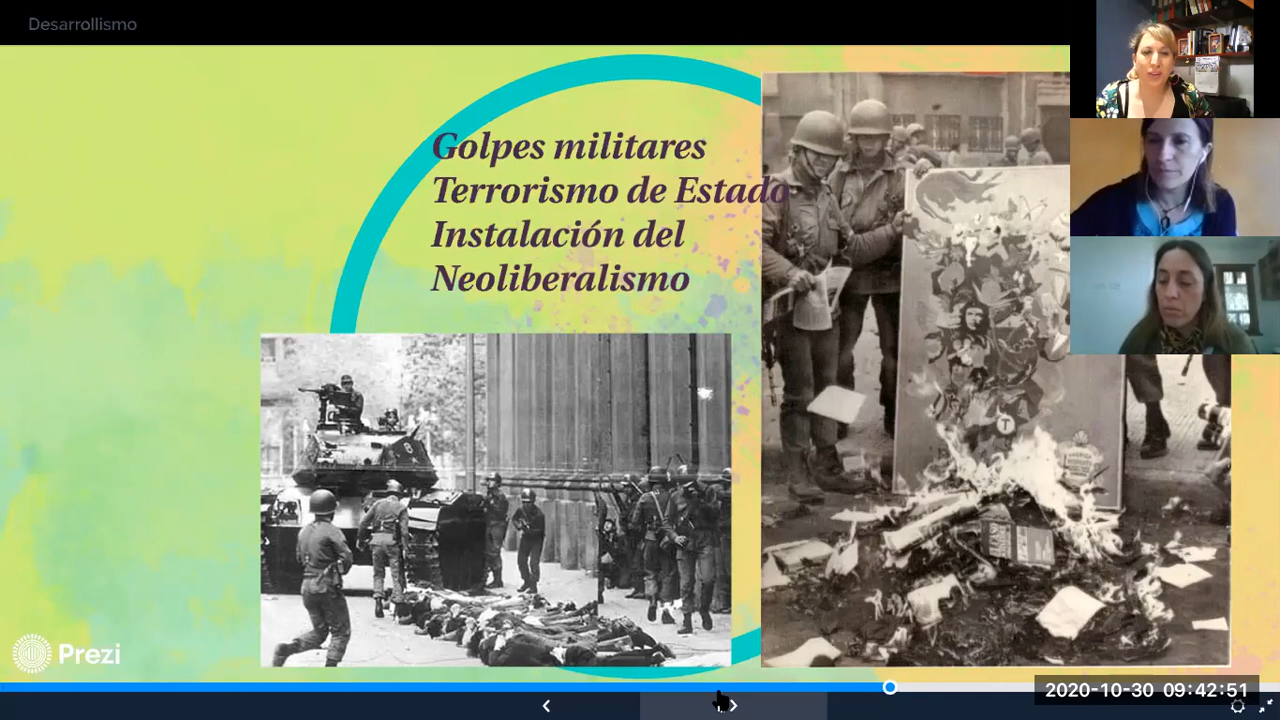 Desarrollismo
Golpes militares
Terrorismo de Estado
Instalación del
Neoliberalismo
T
Prezi
2020-10-30 09:42:51